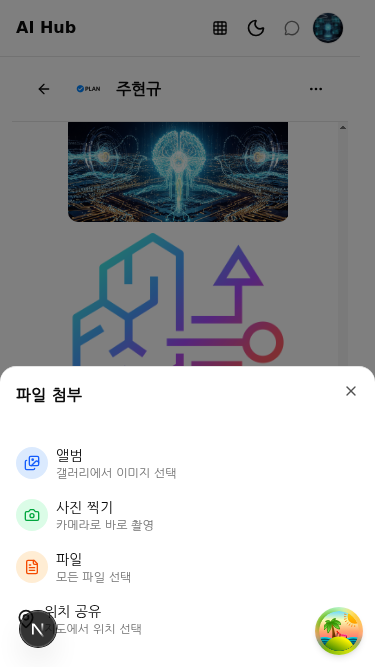 AI Hub
PLAN
주현규
파일 첨부
앨범
갤러리에서 이미지 선택
사진 찍기
카메라로 바로 촬영
파일
모든 파일 선택
위치 공유
지도에서 위치 선택
N